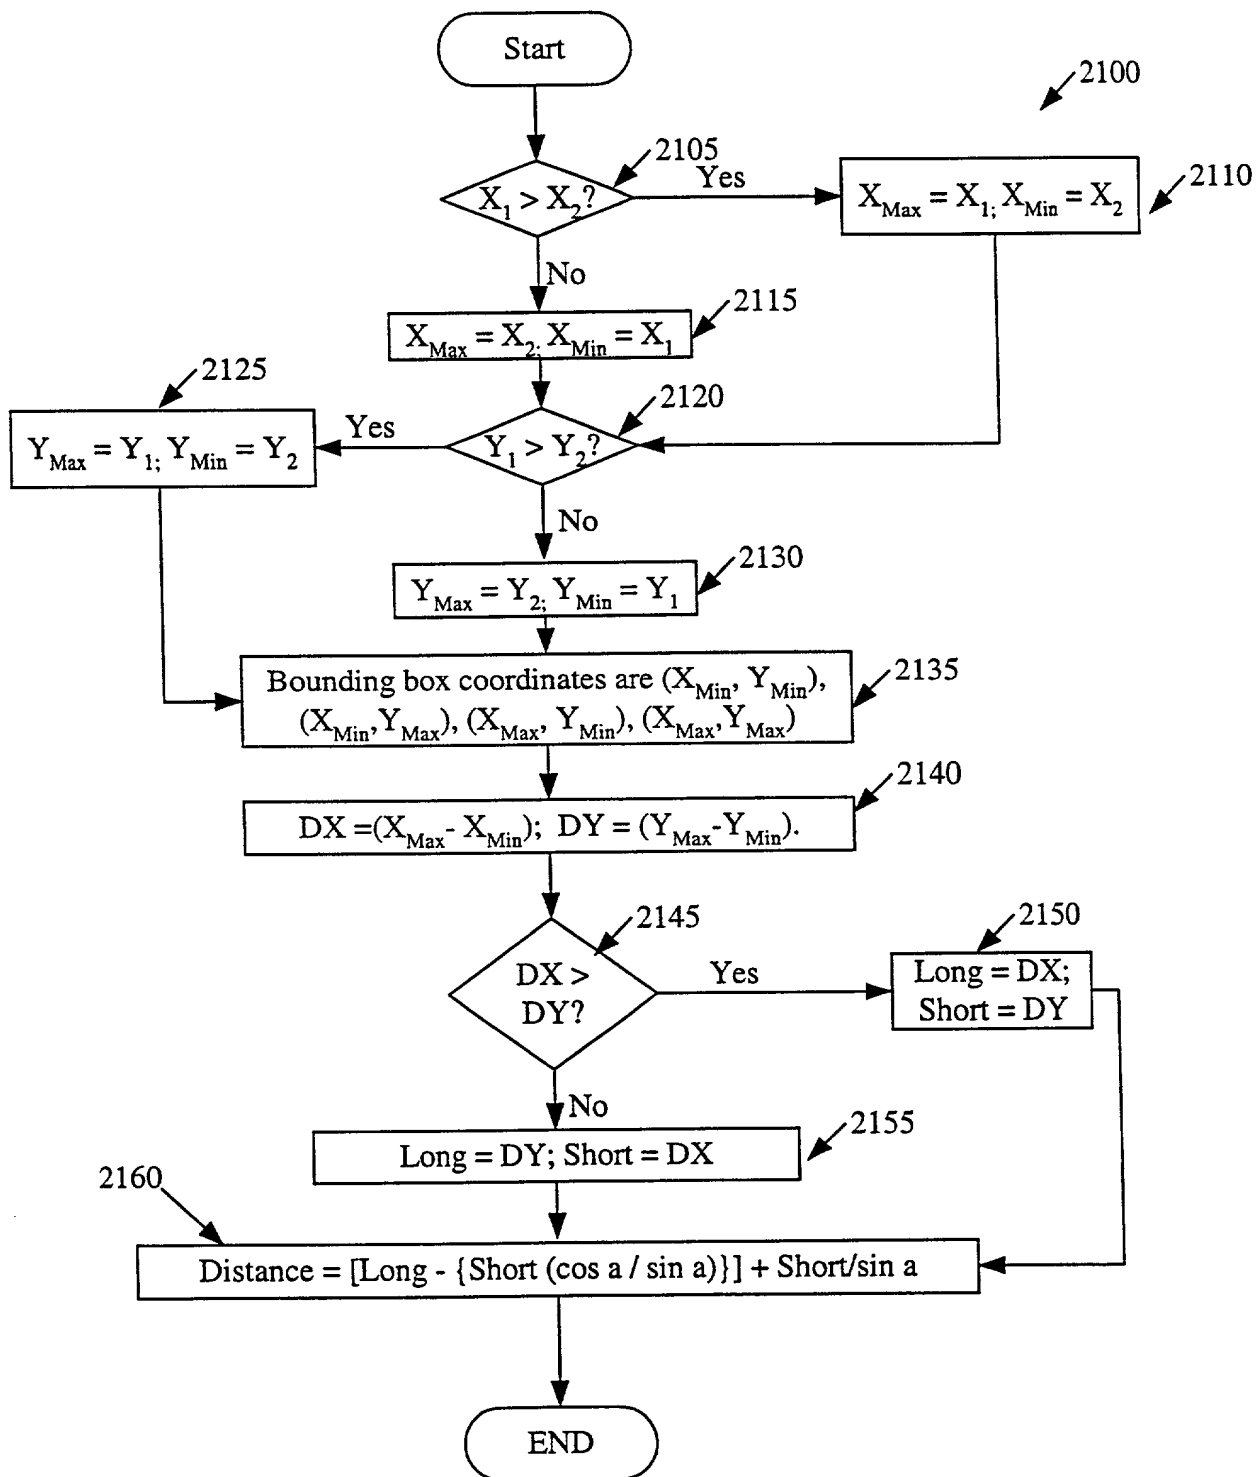 Start
2100
2105
X1 > X2?
Yes
XMax = X1; XMin = X2
2110
No
2115
XMax = X2; XMin = X1
2125
2120
YMax = Y1; YMin = Y2
Yes
Y1 > Y2?
No
2130
YMax = Y2; YMin = Y1
Bounding box coordinates are (XMin, YMin),
(XMin,YMax), (XMax, YMin), (XMax,YMax)
2135
2140
DX =(XMax- XMin); DY = (YMax-YMin).
2145
DX >
DY?
Yes
2150
Long = DX;
Short = DY
No
2155
Long = DY; Short = DX
2160
Distance = [Long - {Short (cos a / sin a)}] + Short/sin a
END